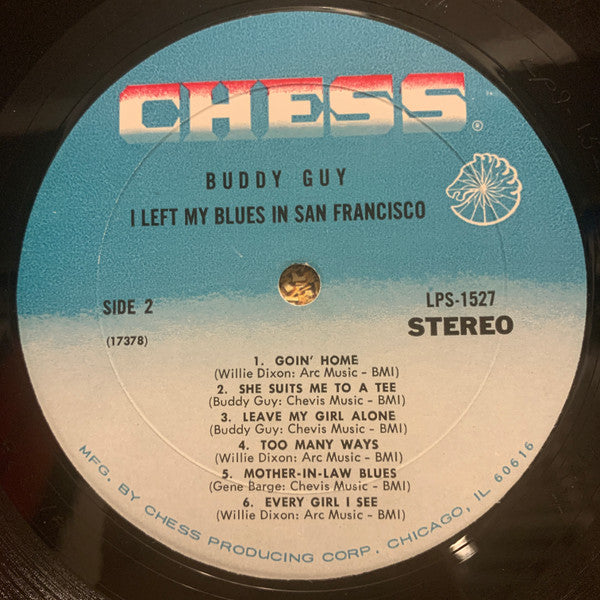 CHESS®
BUDDY GUY
I LEFT MY BLUES IN SAN FRANCISCO
SIDE 2
LPS-1527
(17378)
STEREO
1. GOIN' HOME
(Willie Dixon: Arc Music - BMI)
2. SHE SUITS ME TO A TEE
(Buddy Guy: Chevis Music - BMI)
3. LEAVE MY GIRL ALONE
(Buddy Guy: Chevis Music - BMI)
4. TOO MANY WAYS
(Willie Dixon: Arc Music - BMI)
5. MOTHER-IN-LAW BLUES
(Gene Barge: Chevis Music - BMI)
6. EVERY GIRL I SEE
(Willie Dixon: Arc Music - BMI)
MFG. BY CHESS PRODUCING CORP. CHICAGO, IL 60616